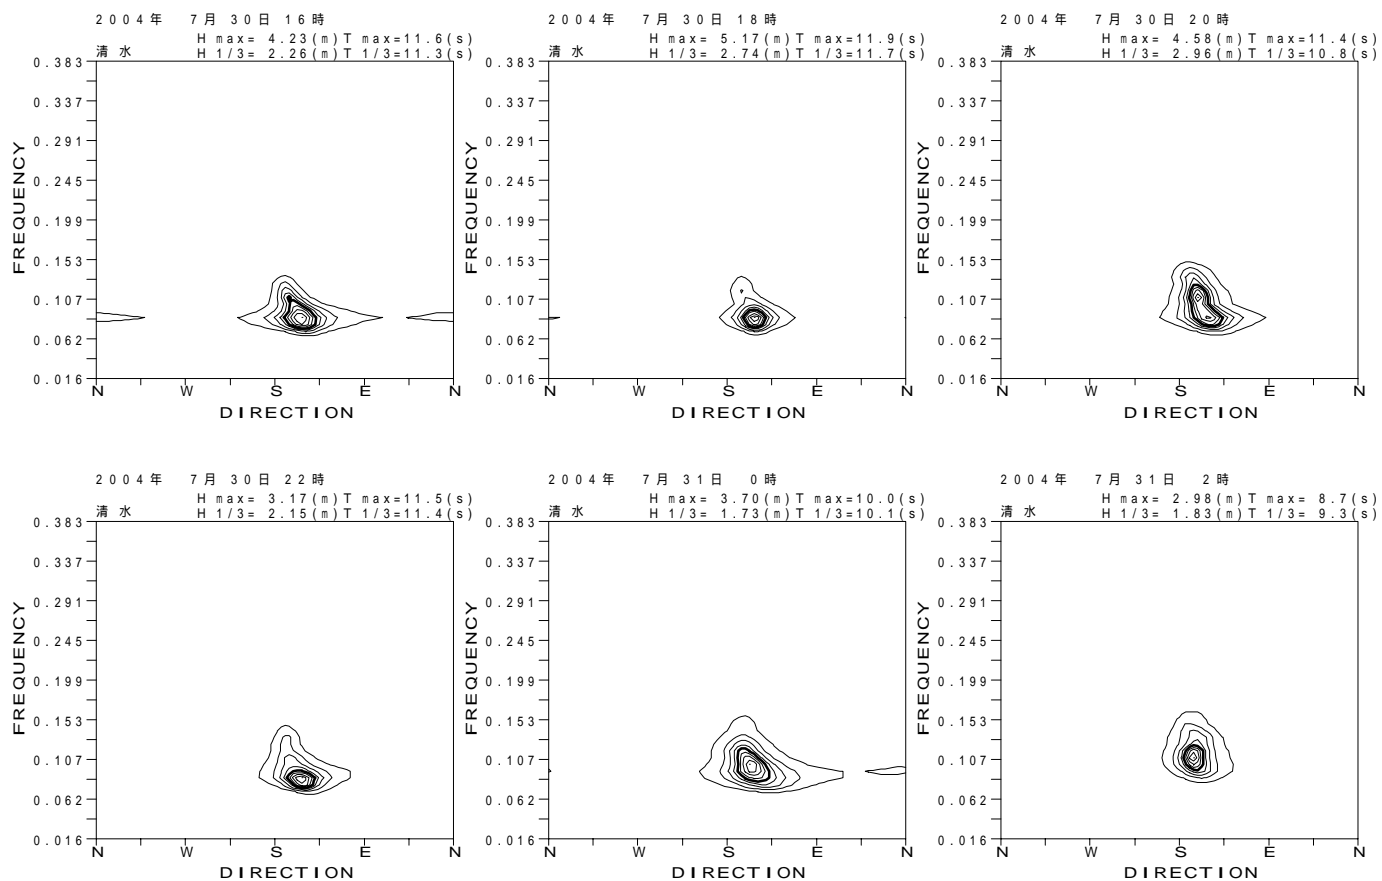 2004年 7月 30日 16時
H max= 4.23(m) T max=11.6(s)
清水 H 1/3= 2.26(m) T 1/3=11.3(s)
0.383
0.337
0.291
0.245
0.199
0.153
0.107
0.062
0.016
FREQUENCY
N W S E N
DIRECTION
2004年 7月 30日 18時
H max= 5.17(m) T max=11.9(s)
清水 H 1/3= 2.74(m) T 1/3=11.7(s)
0.383
0.337
0.291
0.245
0.199
0.153
0.107
0.062
0.016
FREQUENCY
N W S E N
DIRECTION
2004年 7月 30日 20時
H max= 4.58(m) T max=11.4(s)
清水 H 1/3= 2.96(m) T 1/3=10.8(s)
0.383
0.337
0.291
0.245
0.199
0.153
0.107
0.062
0.016
FREQUENCY
N W S E N
DIRECTION
2004年 7月 30日 22時
H max= 3.17(m) T max=11.5(s)
清水 H 1/3= 2.15(m) T 1/3=11.4(s)
0.383
0.337
0.291
0.245
0.199
0.153
0.107
0.062
0.016
FREQUENCY
N W S E N
DIRECTION
2004年 7月 31日 0時
H max= 3.70(m) T max=10.0(s)
清水 H 1/3= 1.73(m) T 1/3=10.1(s)
0.383
0.337
0.291
0.245
0.199
0.153
0.107
0.062
0.016
FREQUENCY
N W S E N
DIRECTION
2004年 7月 31日 2時
H max= 2.98(m) T max= 8.7(s)
清水 H 1/3= 1.83(m) T 1/3= 9.3(s)
0.383
0.337
0.291
0.245
0.199
0.153
0.107
0.062
0.016
FREQUENCY
N W S E N
DIRECTION